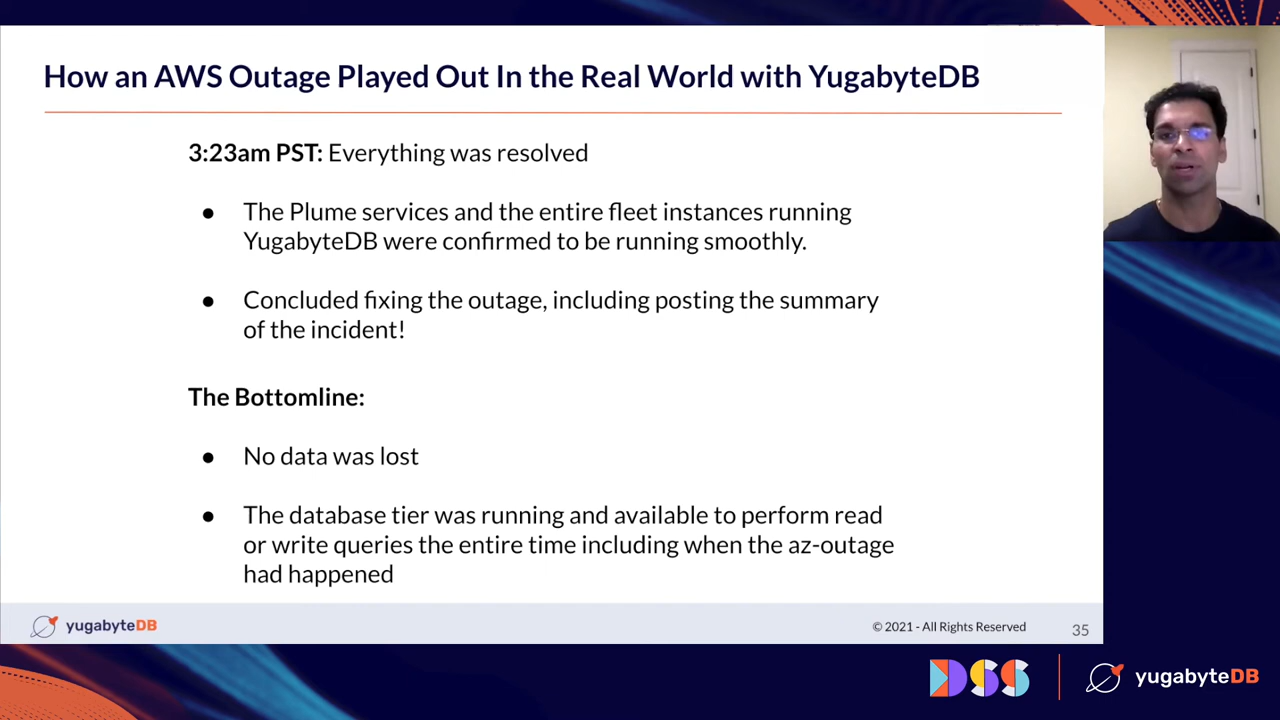 How an AWS Outage Played Out In the Real World with YugabyteDB
3:23am PST: Everything was resolved
● The Plume services and the entire fleet instances running
YugabyteDB were confirmed to be running smoothly.
● Concluded fixing the outage, including posting the summary
of the incident!
The Bottomline:
● No data was lost
● The database tier was running and available to perform read
or write queries the entire time including when the az-outage
had happened
yugabyteDB
© 2021 - All Rights Reserved
35
DSS
yugabyteDB